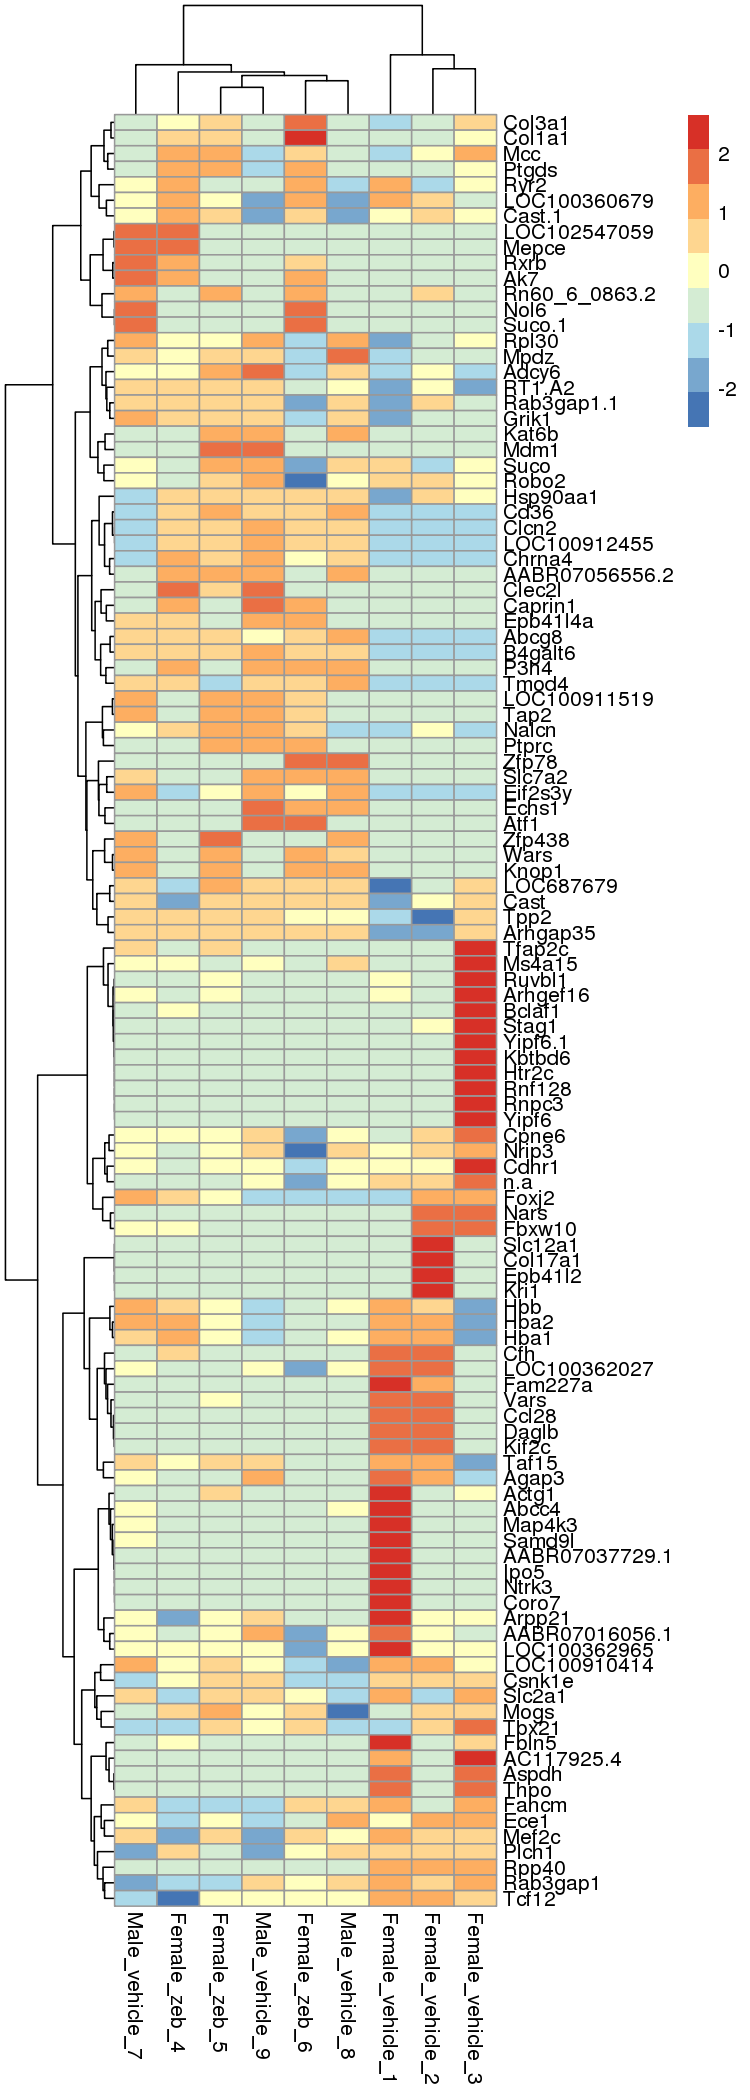 Col3a1
Col1a1
Mcc
Ptgds
Ryr2
LOC100360679
Cast.1
LOC102547059
Mepce
Rxrb
Ak7
Rn60_6_0863.2
Nol6
Suco.1
Rpl30
Mpdz
Adcy6
RT1.A2
Rab3gap1.1
Grik1
Kat6b
Mdm1
Suco
Robo2
Hsp90aa1
Cd36
Clcn2
LOC100912455
Chrna4
AABR07056556.2
Clec2l
Caprin1
Epb41l4a
Abcg8
B4galt6
P3h4
Tmod4
LOC100911519
Tap2
Nalcn
Ptprc
Zfp78
Slc7a2
Eif2s3y
Echs1
Atf1
Zfp438
Wars
Knop1
LOC687679
Cast
Tpp2
Arhgap35
Tfap2c
Ms4a15
Ruvbl1
Arhgef16
Bclaf1
Stag1
Yipf6.1
Kbtbd6
Htr2c
Rnf128
Rnpc3
Yipf6
Cpne6
Nrip3
Cdhr1
n.a
Foxj2
Nars
Fbxw10
Slc12a1
Col17a1
Epb41l2
Kri1
Hbb
Hba2
Hba1
Cfh
LOC100362027
Fam227a
Vars
Ccl28
Daglb
Kif2c
Taf15
Agap3
Actg1
Abcc4
Map4k3
Samd9l
AABR07037729.1
Ipo5
Ntrk3
Coro7
Arpp21
AABR07016056.1
LOC100362965
LOC100910414
Csnk1e
Slc2a1
Mogs
Tbx21
Fbln5
AC117925.4
Aspdh
Thpo
Fancm
Ece1
Mef2c
Plch1
Rpp40
Rab3gap1
Tcf12
2
1
0
-1
-2
Male_vehicle_7
Female_zeb_4
Female_zeb_5
Male_vehicle_9
Female_zeb_6
Male_vehicle_8
Female_vehicle_1
Female_vehicle_2
Female_vehicle_3